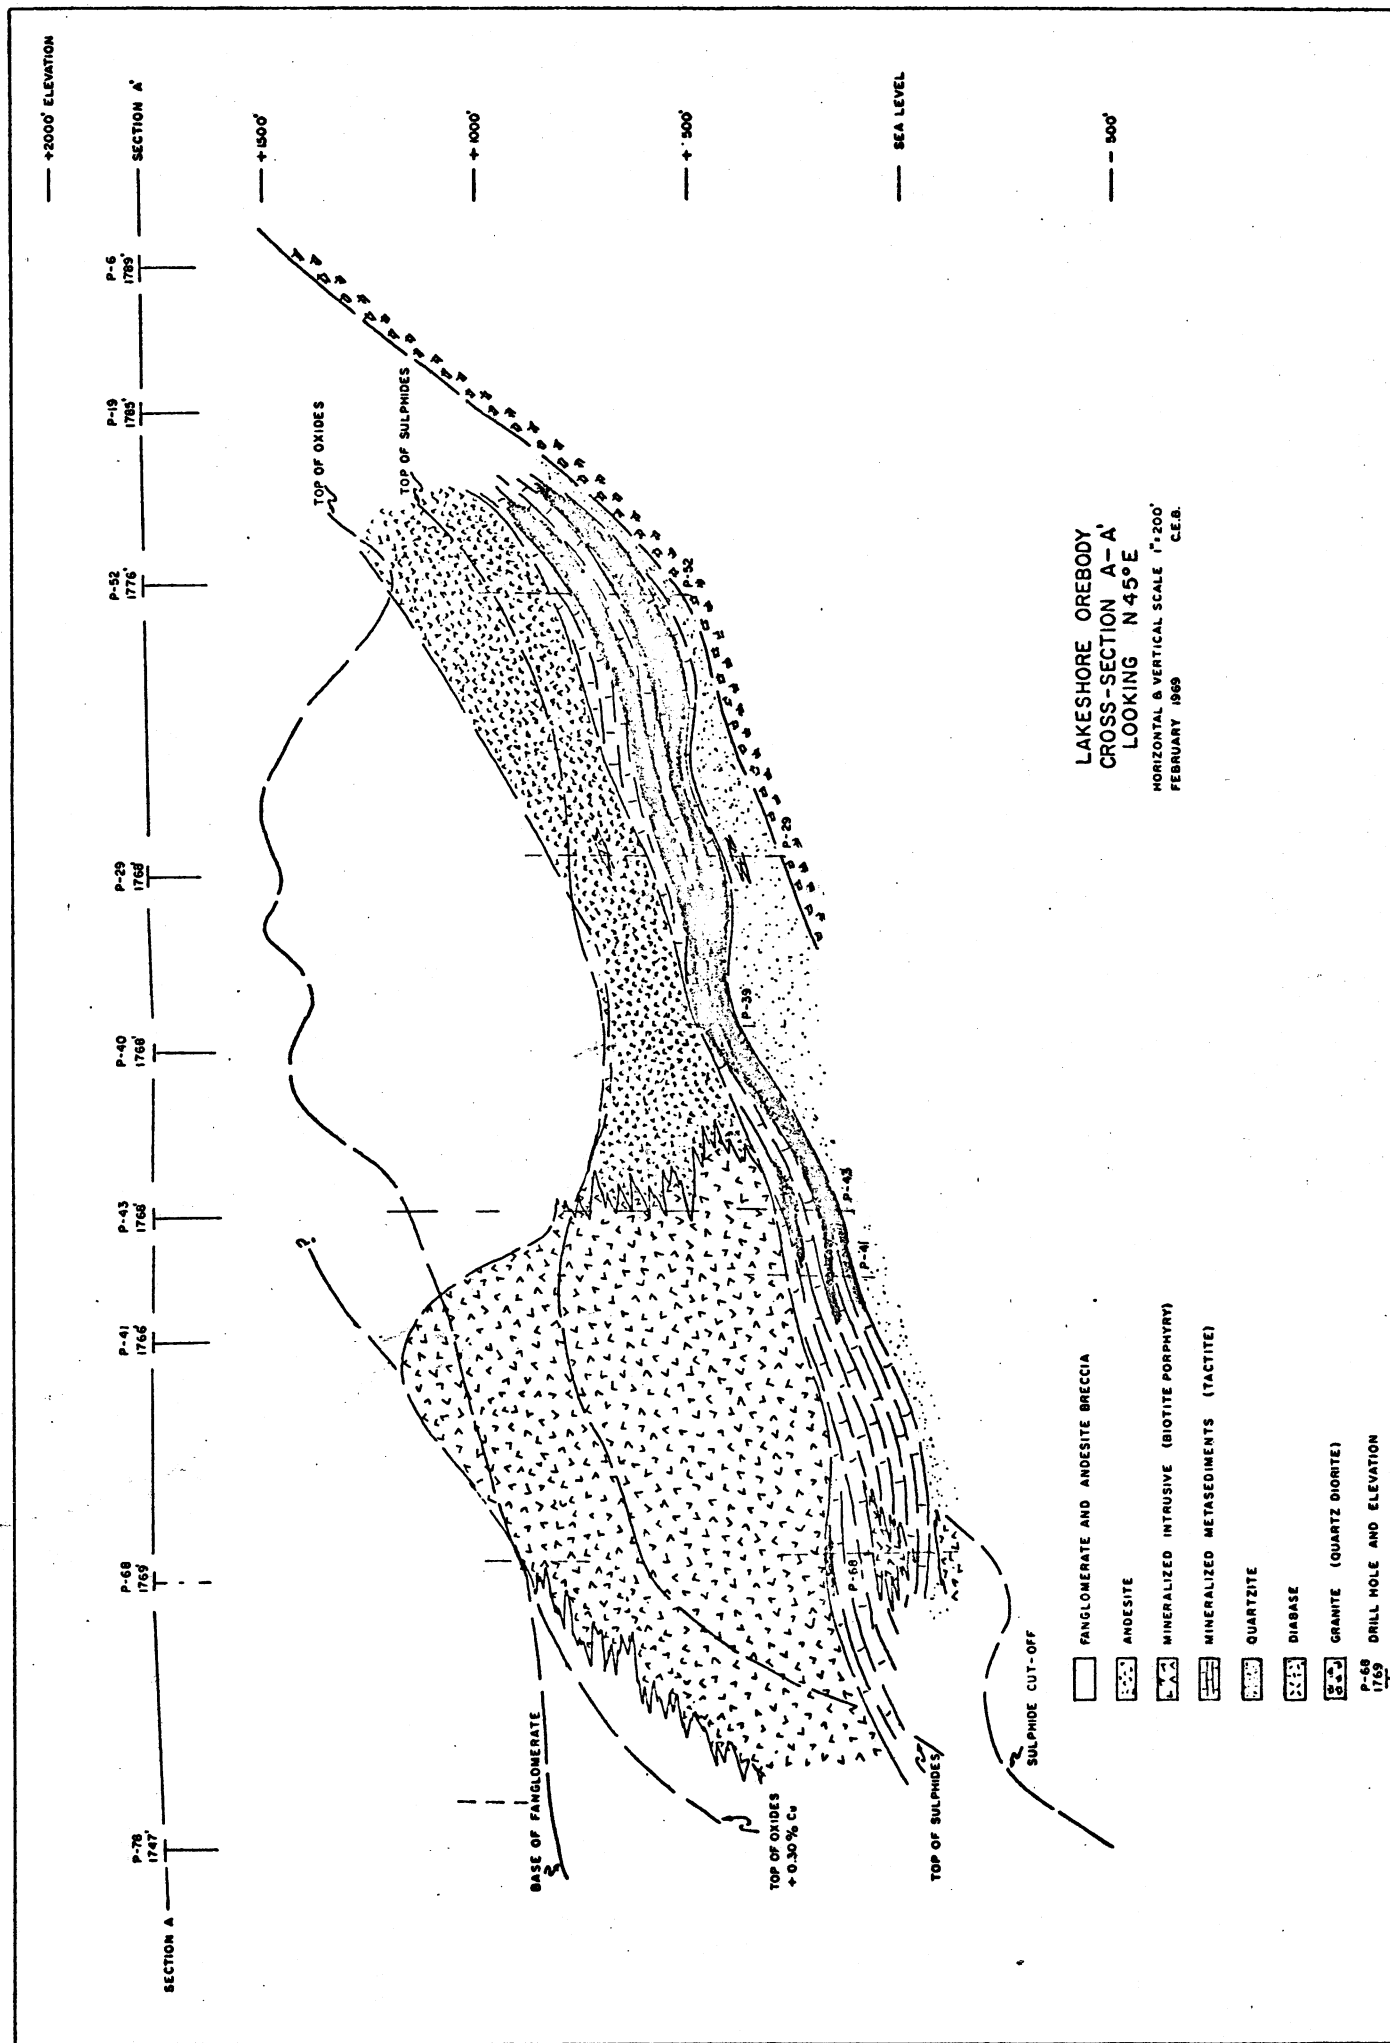 SECTION A
P-78
1747'
P-68
1769'
P-41
1766'
P-43
1768'
P-40
1768'
P-29
1768'
P-52
1776'
P-19
1785'
P-6
1789'
SECTION A'
+2000' ELEVATION
+1500'
+1000'
+500'
SEA LEVEL
-500'
TOP OF OXIDES
TOP OF SULPHIDES
?
BASE OF FANGLOMERATE
?
TOP OF OXIDES
+0.30% Cu
TOP OF SULPHIDES
SULPHIDE CUT-OFF
P-68
P-41
P-43
P-39
P-29
P-52
FANGLOMERATE AND ANDESITE BRECCIA
ANDESITE
MINERALIZED INTRUSIVE (BIOTITE PORPHYRY)
MINERALIZED METASEDIMENTS (TACTITE)
QUARTZITE
DIABASE
GRANITE (QUARTZ DIORITE)
P-68
1769
DRILL HOLE AND ELEVATION
LAKESHORE OREBODY
CROSS-SECTION A-A'
LOOKING N45°E
HORIZONTAL & VERTICAL SCALE 1"=200'
FEBRUARY 1969 C.E.B.